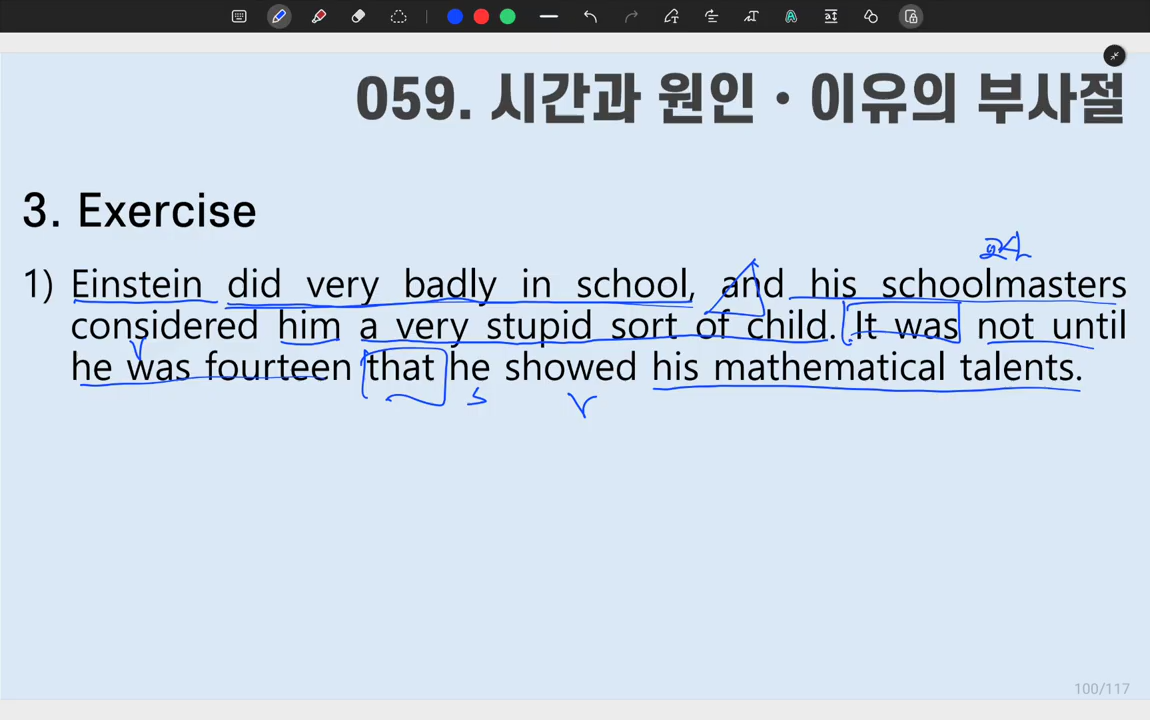 059. 시간과 원인·이유의 부사절
3. Exercise
교사
1) Einstein did very badly in school, and his schoolmasters
considered him a very stupid sort of child. It was not until
V
he was fourteen that he showed his mathematical talents.
s V
100/117